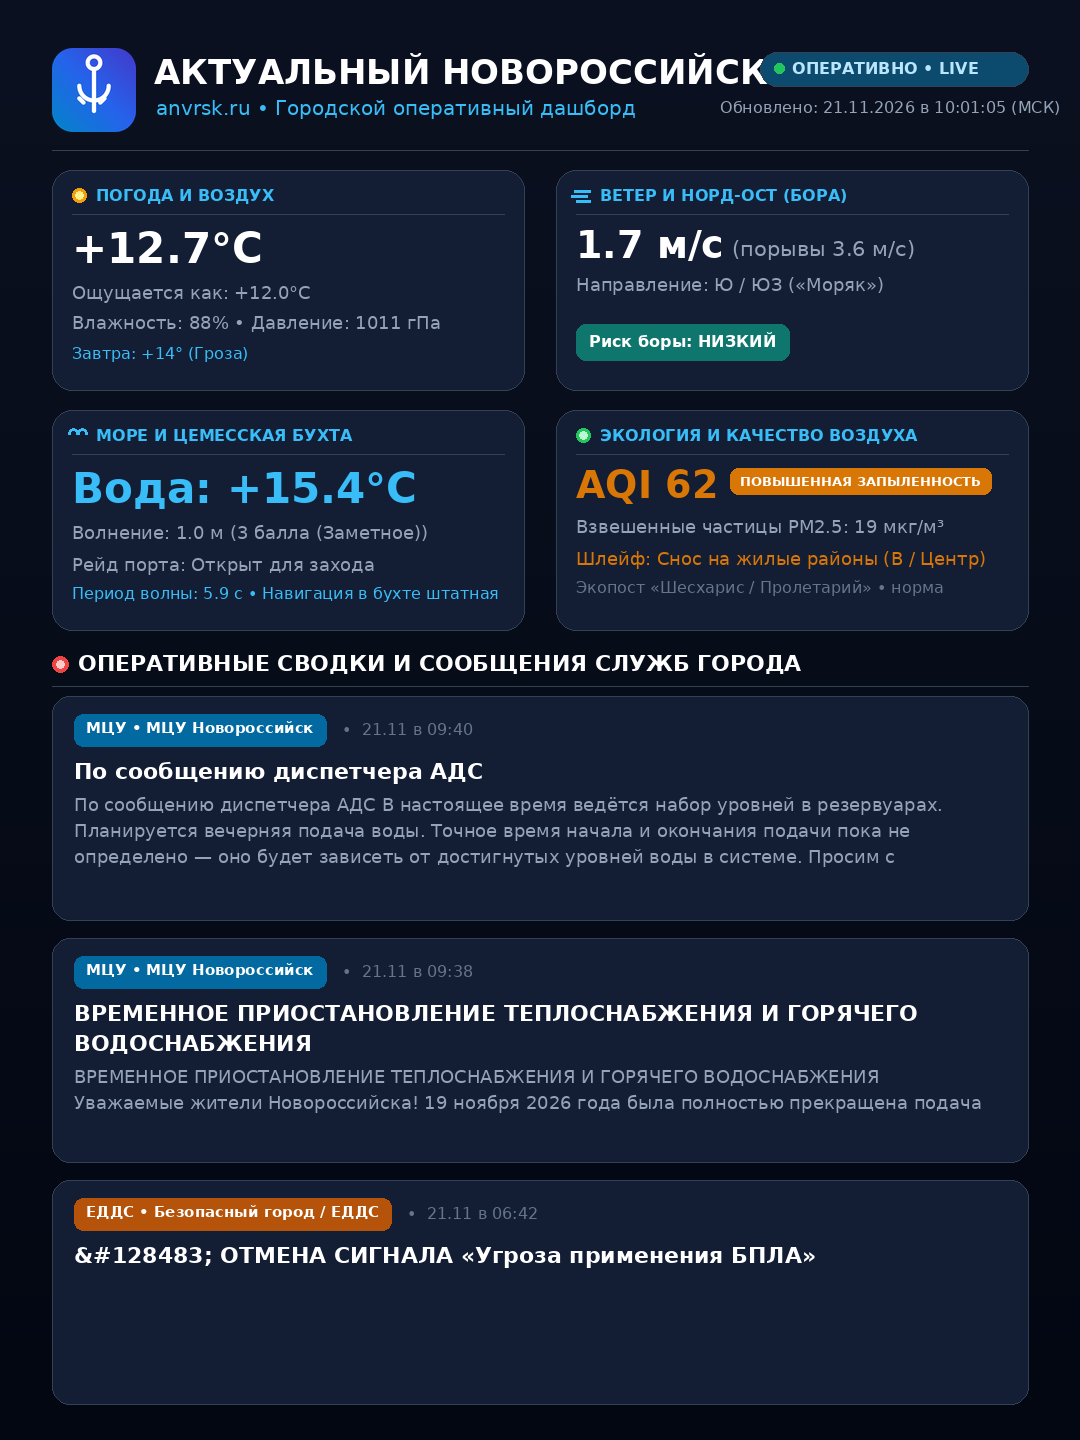 АКТУАЛЬНЫЙ НОВОРОССИЙСК
ОПЕРАТИВНО • LIVE
anvrsk.ru • Городской оперативный дашборд
Обновлено: 21.11.2026 в 10:01:05 (МСК)
ПОГОДА И ВОЗДУХ
+12.7°C
Ощущается как: +12.0°C
Влажность: 88% • Давление: 1011 гПа
Завтра: +14° (Гроза)
ВЕТЕР И НОРД-ОСТ (БОРА)
1.7 м/с (порывы 3.6 м/с)
Направление: Ю / ЮЗ («Моряк»)
Риск боры: НИЗКИЙ
МОРЕ И ЦЕМЕССКАЯ БУХТА
Вода: +15.4°C
Волнение: 1.0 м (3 балла (Заметное))
Рейд порта: Открыт для захода
Период волны: 5.9 с • Навигация в бухте штатная
ЭКОЛОГИЯ И КАЧЕСТВО ВОЗДУХА
AQI 62 ПОВЫШЕННАЯ ЗАПЫЛЕННОСТЬ
Взвешенные частицы PM2.5: 19 мкг/м³
Шлейф: Снос на жилые районы (В / Центр)
Экопост «Шесхарис / Пролетарий» • норма
ОПЕРАТИВНЫЕ СВОДКИ И СООБЩЕНИЯ СЛУЖБ ГОРОДА
МЦУ • МЦУ Новороссийск • 21.11 в 09:40
По сообщению диспетчера АДС
По сообщению диспетчера АДС В настоящее время ведётся набор уровней в резервуарах.
Планируется вечерняя подача воды. Точное время начала и окончания подачи пока не
определено — оно будет зависеть от достигнутых уровней воды в системе. Просим с
МЦУ • МЦУ Новороссийск • 21.11 в 09:38
ВРЕМЕННОЕ ПРИОСТАНОВЛЕНИЕ ТЕПЛОСНАБЖЕНИЯ И ГОРЯЧЕГО
ВОДОСНАБЖЕНИЯ
ВРЕМЕННОЕ ПРИОСТАНОВЛЕНИЕ ТЕПЛОСНАБЖЕНИЯ И ГОРЯЧЕГО ВОДОСНАБЖЕНИЯ
Уважаемые жители Новороссийска! 19 ноября 2026 года была полностью прекращена подача
ЕДДС • Безопасный город / ЕДДС • 21.11 в 06:42
&#128483; ОТМЕНА СИГНАЛА «Угроза применения БПЛА»